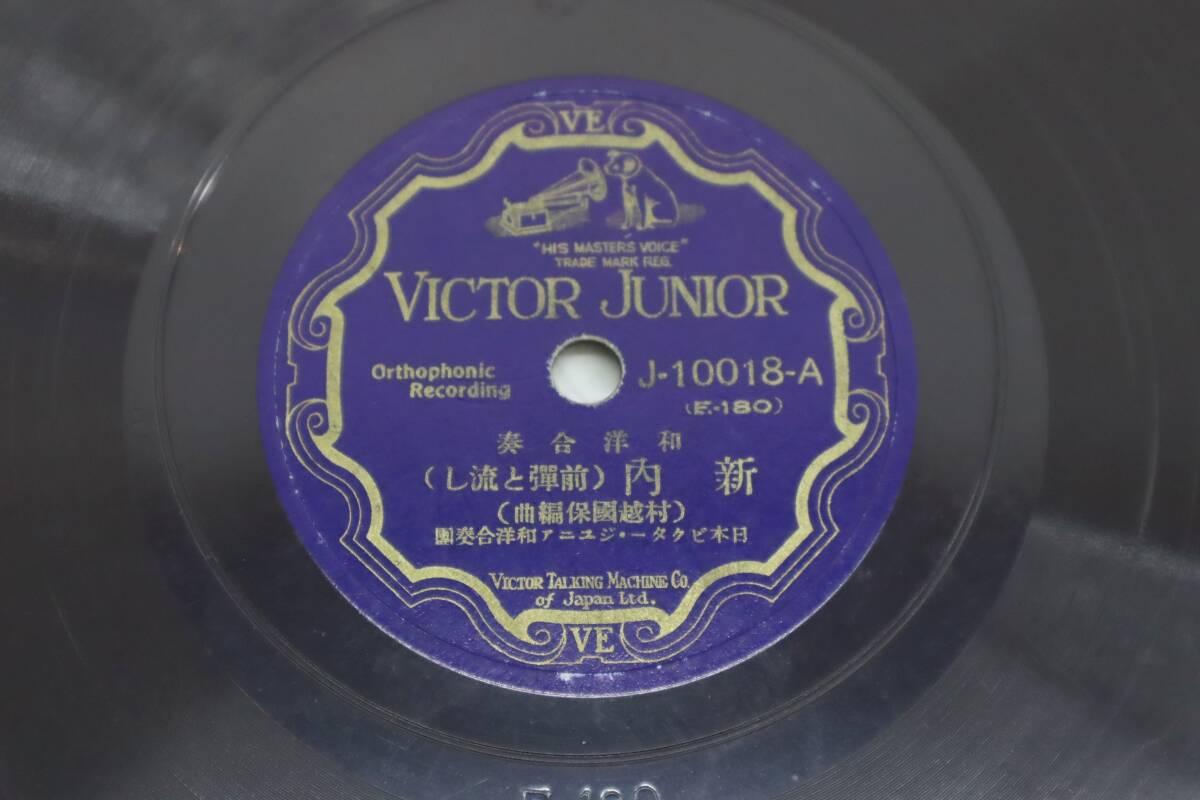 VE
"HIS MASTERS VOICE"
TRADE MARK REG.
VICTOR JUNIOR
Orthophonic
Recording
J-10018-A
(E-180)
和洋合奏
新内(前彈と流し)
(村越國保編曲)
日本ビクター・ジュニア和洋合奏團
VICTOR TALKING MACHINE CO.
of Japan Ltd.
VE
E-180